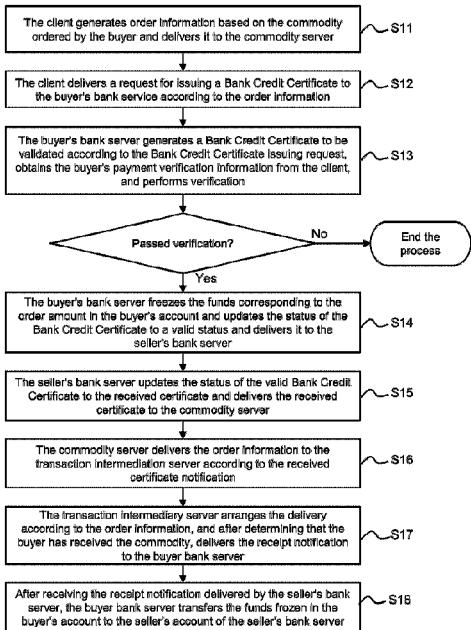 The client generates order information based on the commodity
ordered by the buyer and delivers it to the commodity server
S11
The client delivers a request for issuing a Bank Credit Certificate to
the buyer's bank service according to the order information
S12
The buyer's bank server generates a Bank Credit Certificate to be
validated according to the Bank Credit Certificate issuing request,
obtains the buyer's payment verification information from the client,
and performs verification
S13
Passed verification?
No
End the
process
Yes
The buyer's bank server freezes the funds corresponding to the
order amount in the buyer's account and updates the status of the
Bank Credit Certificate to a valid status and delivers it to the
seller's bank server
S14
The seller's bank server updates the status of the valid Bank Credit
Certificate to the received certificate and delivers the received
certificate to the commodity server
S15
The commodity server delivers the order information to the
transaction intermediation server according to the received
certificate notification
S16
The transaction intermediary server arranges the delivery
according to the order information, and after determining that the
buyer has received the commodity, delivers the receipt notification
to the buyer bank server
S17
After receiving the receipt notification delivered by the seller's bank
server, the buyer bank server transfers the funds frozen in the
buyer's account to the seller's account of the seller's bank server
S18